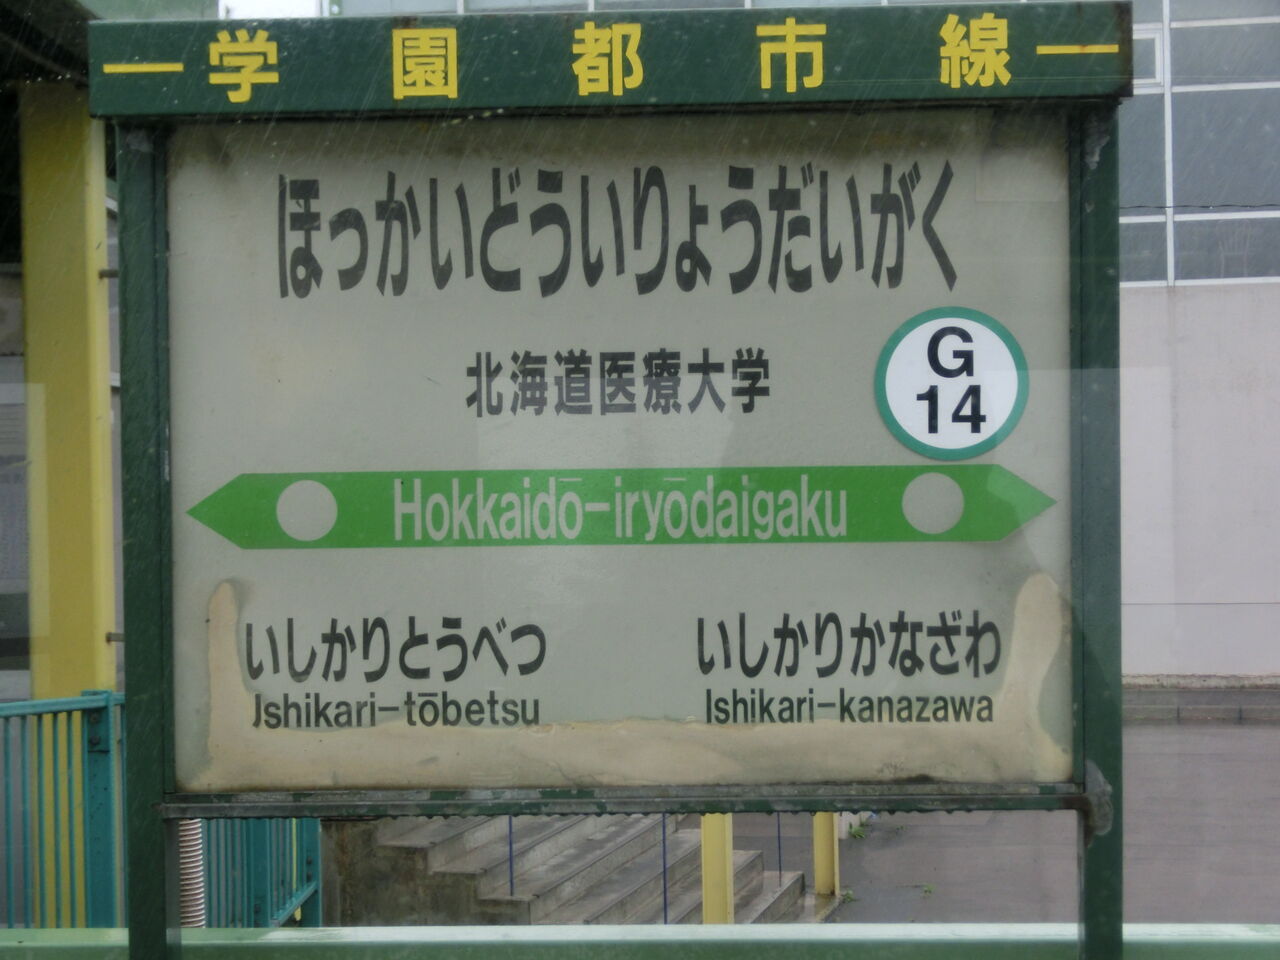 学園都市線
ほっかいどういりょうだいがく
北海道医療大学
G
14
Hokkaidō-iryōdaigaku
いしかりとうべつ
いしかりかなざわ
Ishikari-tōbetsu
Ishikari-kanazawa